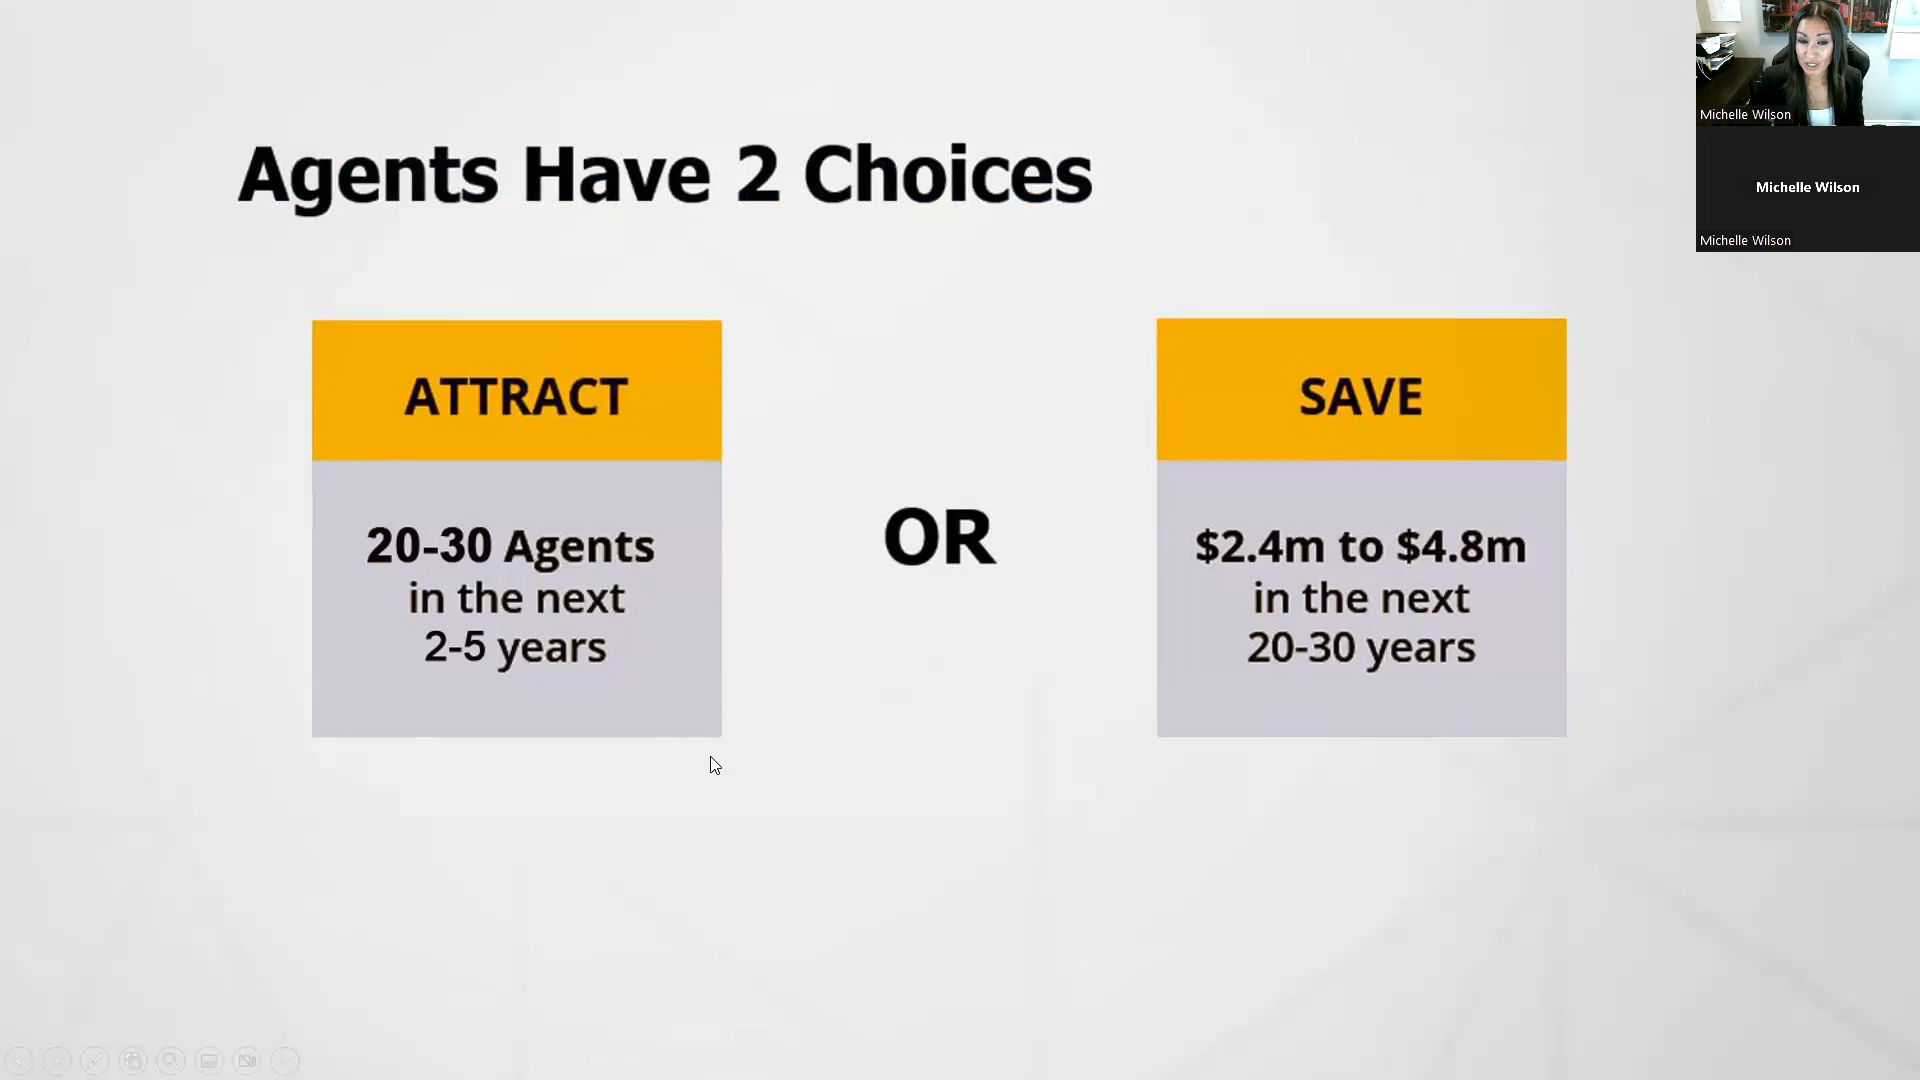 Agents Have 2 Choices
ATTRACT
20-30 Agents
in the next
2-5 years
OR
SAVE
$2.4m to $4.8m
in the next
20-30 years
Michelle Wilson
Michelle Wilson
Michelle Wilson